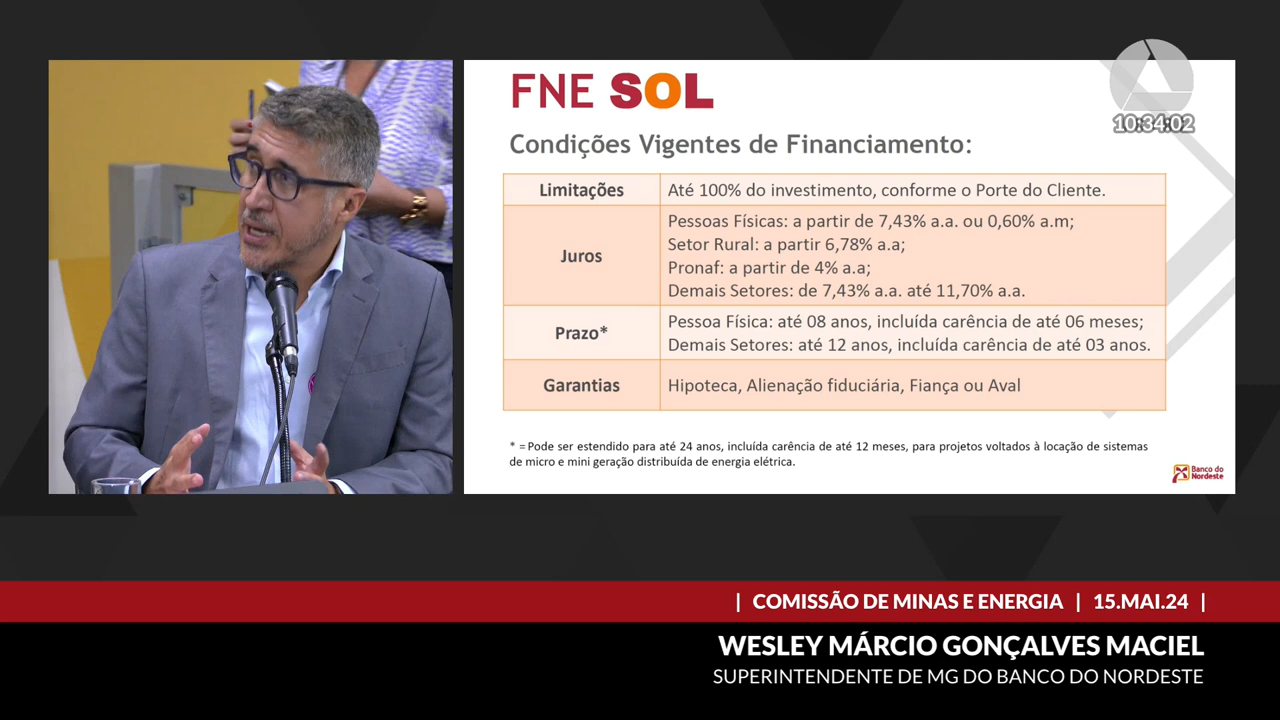 FNE SOL
10:34:02
Condições Vigentes de Financiamento:
Limitações
Até 100% do investimento, conforme o Porte do Cliente.
Juros
Pessoas Físicas: a partir de 7,43% a.a. ou 0,60% a.m;
Setor Rural: a partir 6,78% a.a;
Pronaf: a partir de 4% a.a;
Demais Setores: de 7,43% a.a. até 11,70% a.a.
Prazo*
Pessoa Física: até 08 anos, incluída carência de até 06 meses;
Demais Setores: até 12 anos, incluída carência de até 03 anos.
Garantias
Hipoteca, Alienação fiduciária, Fiança ou Aval
* = Pode ser estendido para até 24 anos, incluída carência de até 12 meses, para projetos voltados à locação de sistemas
de micro e mini geração distribuída de energia elétrica.
Banco do
Nordeste
| COMISSÃO DE MINAS E ENERGIA | 15.MAI.24 |
WESLEY MÁRCIO GONÇALVES MACIEL
SUPERINTENDENTE DE MG DO BANCO DO NORDESTE